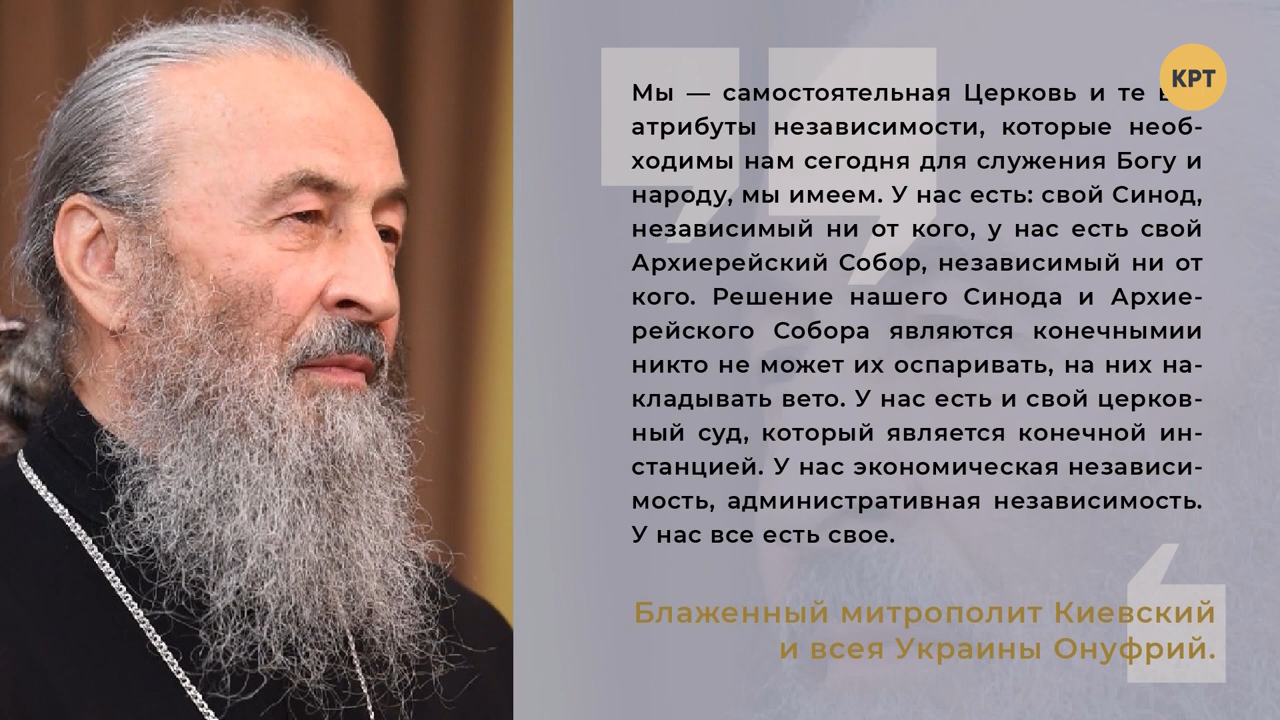 КРТ
Мы — самостоятельная Церковь и те
атрибуты независимости, которые необ-
ходимы нам сегодня для служения Богу и
народу, мы имеем. У нас есть: свой Синод,
независимый ни от кого, у нас есть свой
Архиерейский Собор, независимый ни от
кого. Решение нашего Синода и Архие-
рейского Собора являются конечнымии
никто не может их оспаривать, на них на-
кладывать вето. У нас есть и свой церков-
ный суд, который является конечной ин-
станцией. У нас экономическая независи-
мость, административная независимость.
У нас все есть свое.
Блаженный митрополит Киевский
и всея Украины Онуфрий.